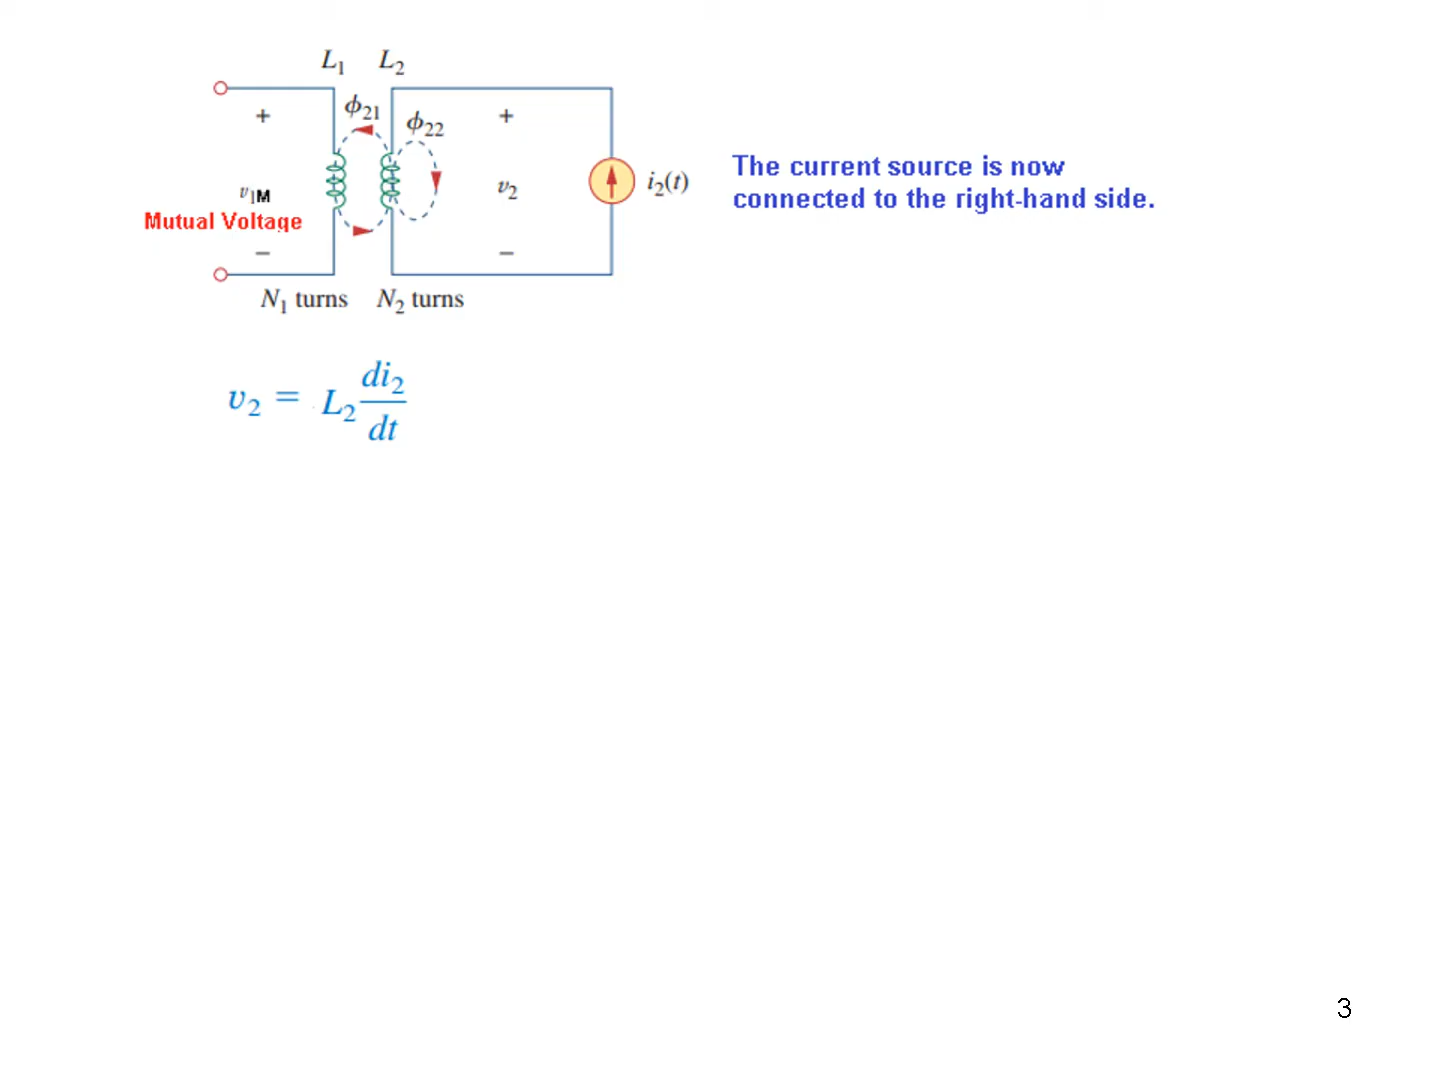 L₁ L₂
ϕ₂₁
ϕ₂₂
+ +
v₁M v₂ i₂(t)
Mutual Voltage
− −
N₁ turns N₂ turns
The current source is now
connected to the right-hand side.
v₂ = L₂ di₂/dt
3